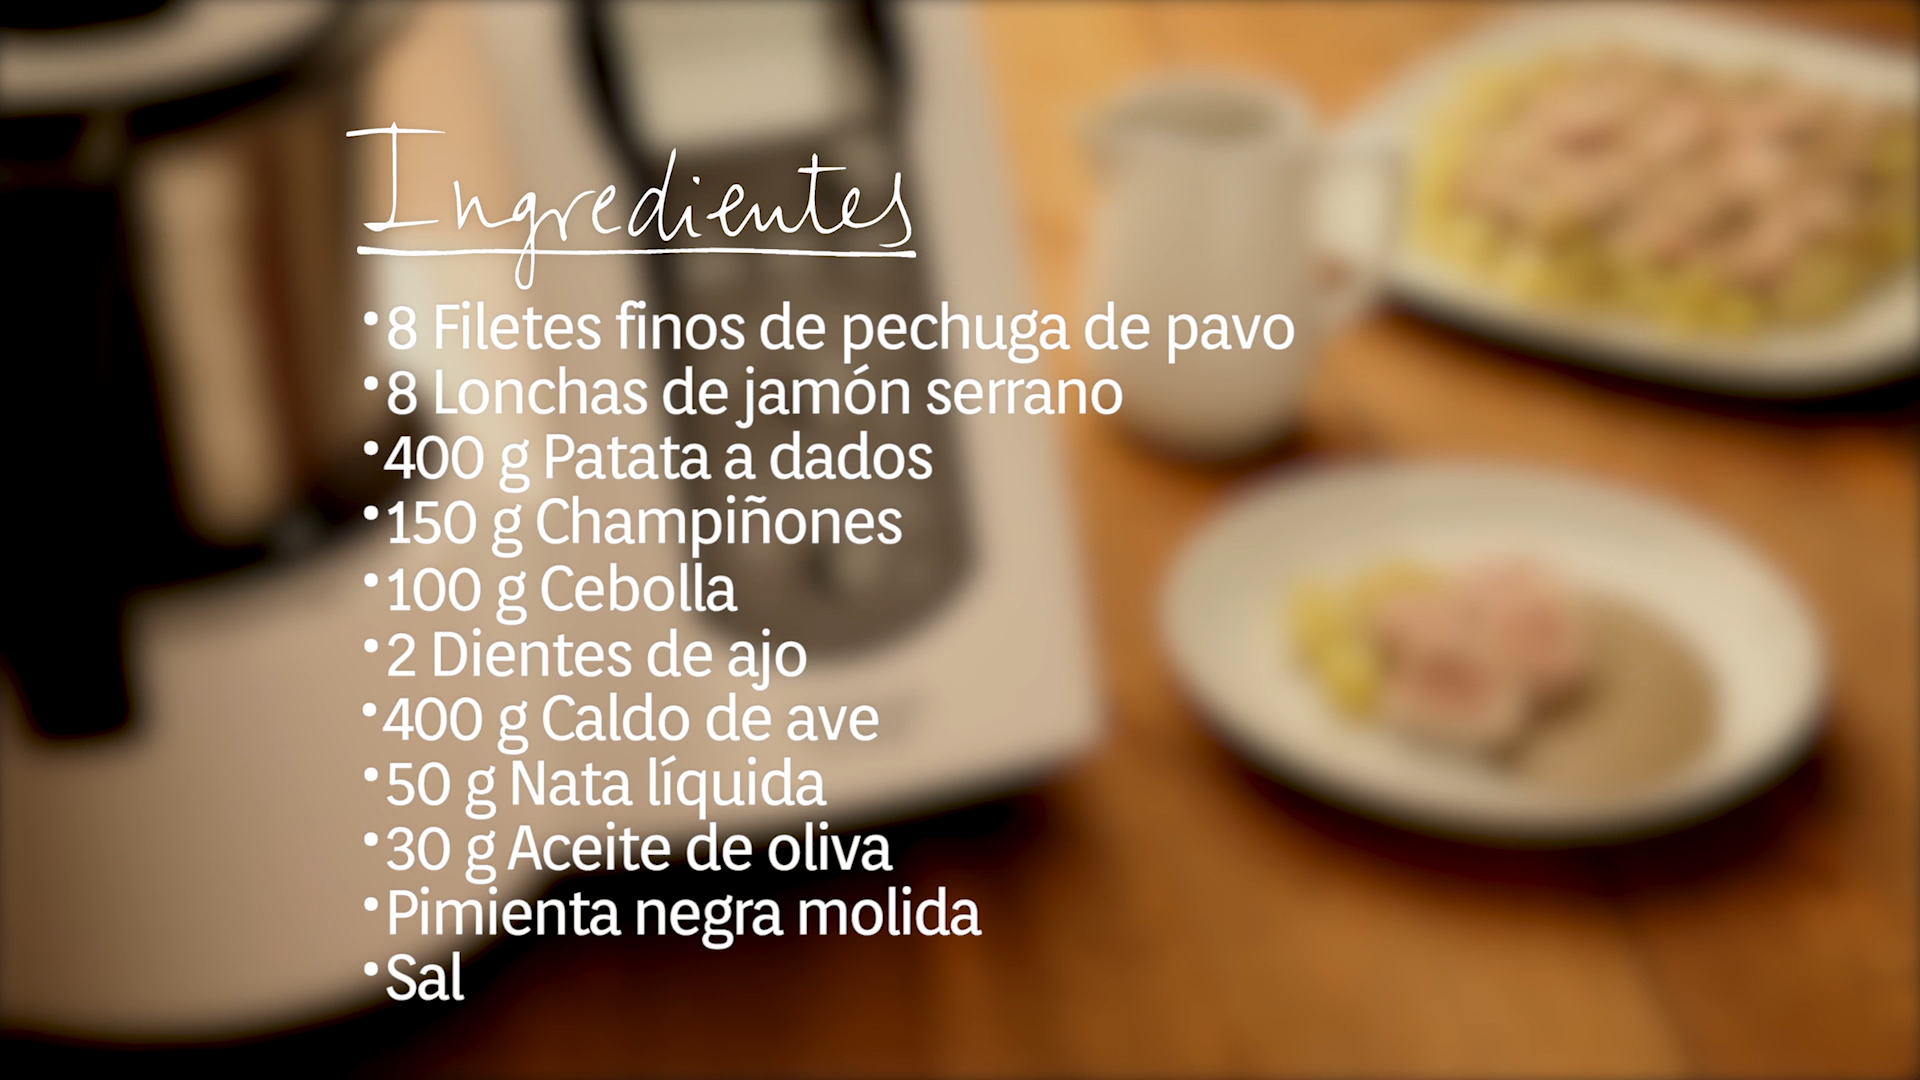 Ingredientes
•8 Filetes finos de pechuga de pavo
•8 Lonchas de jamón serrano
•400 g Patata a dados
•150 g Champiñones
•100 g Cebolla
•2 Dientes de ajo
•400 g Caldo de ave
•50 g Nata líquida
•30 g Aceite de oliva
•Pimienta negra molida
•Sal